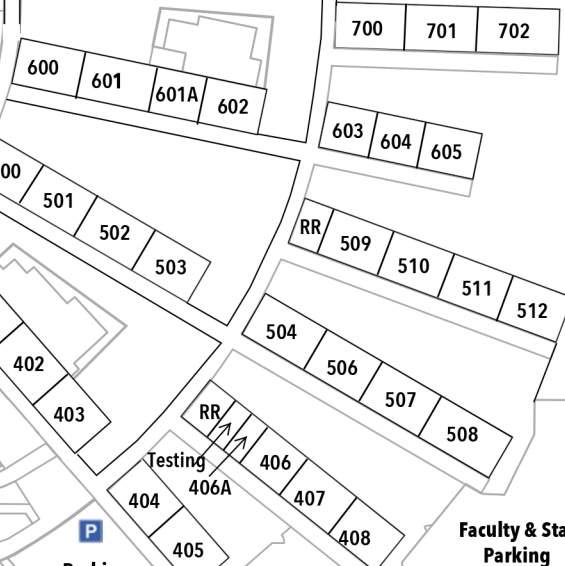 700 701 702
600 601 601A 602
603 604 605
00 501 502 503
RR 509 510 511 512
504 506 507 508
402 403
RR
Testing
406A
406 407 408
404 405
P
Faculty & Sta
Parking